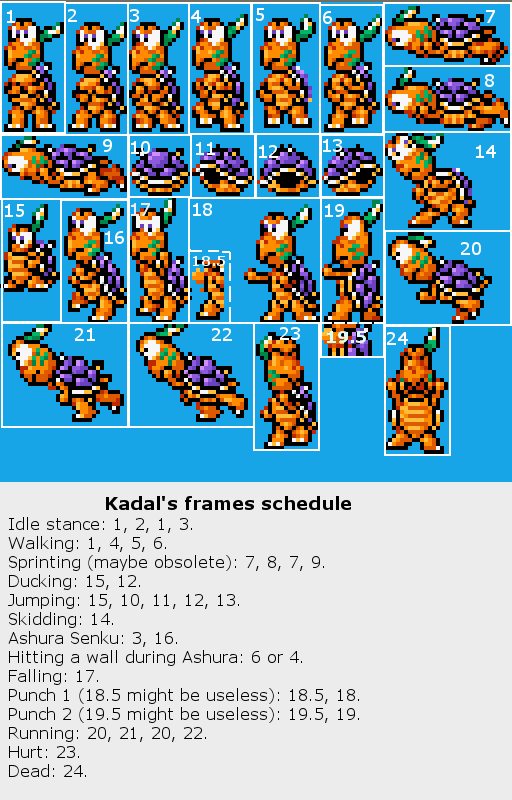 1 2 3 4 5 6 7
8
9 10 11 12 13 14
15 16 17 18 19
18.5 20
21 22 23 19.5 24
Kadal's frames schedule
Idle stance: 1, 2, 1, 3.
Walking: 1, 4, 5, 6.
Sprinting (maybe obsolete): 7, 8, 7, 9.
Ducking: 15, 12.
Jumping: 15, 10, 11, 12, 13.
Skidding: 14.
Ashura Senku: 3, 16.
Hitting a wall during Ashura: 6 or 4.
Falling: 17.
Punch 1 (18.5 might be useless): 18.5, 18.
Punch 2 (19.5 might be useless): 19.5, 19.
Running: 20, 21, 20, 22.
Hurt: 23.
Dead: 24.